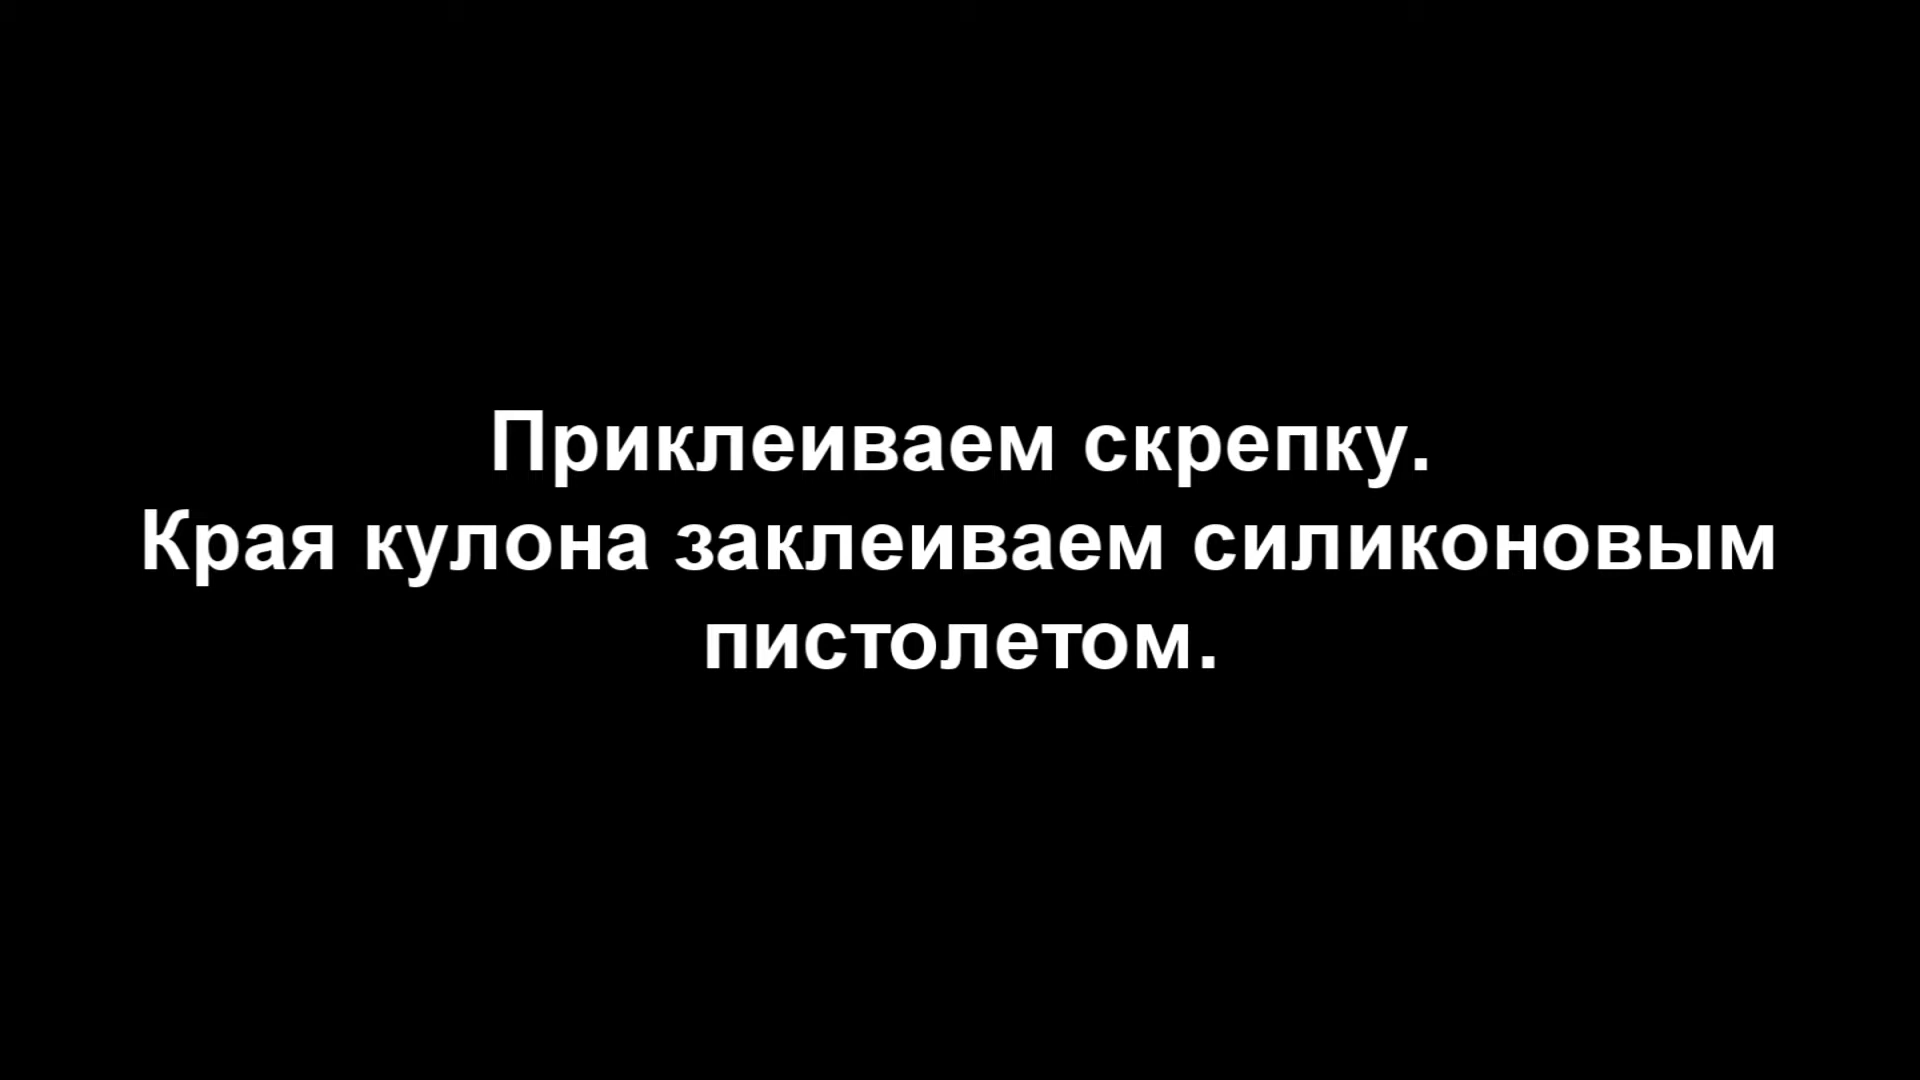 Приклеиваем скрепку.
Края кулона заклеиваем силиконовым
пистолетом.